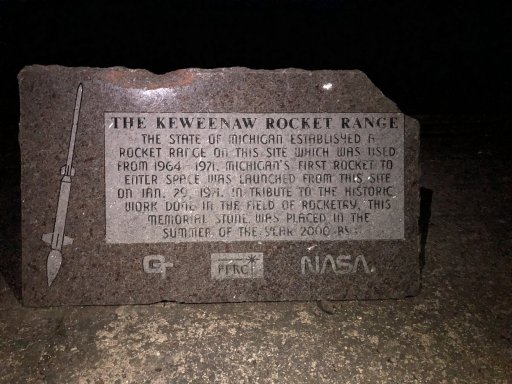 THE KEWEENAW ROCKET RANGE
THE STATE OF MICHIGAN ESTABLISHED A
ROCKET RANGE ON THIS SITE WHICH WAS USED
FROM 1964-1971. MICHIGAN'S FIRST ROCKET TO
ENTER SPACE WAS LAUNCHED FROM THIS SITE
ON JAN. 29, 1971. IN TRIBUTE TO THE HISTORIC
WORK DONE IN THE FIELD OF ROCKETRY, THIS
MEMORIAL STONE WAS PLACED IN THE
SUMMER OF THE YEAR 2000 BY:
NASA